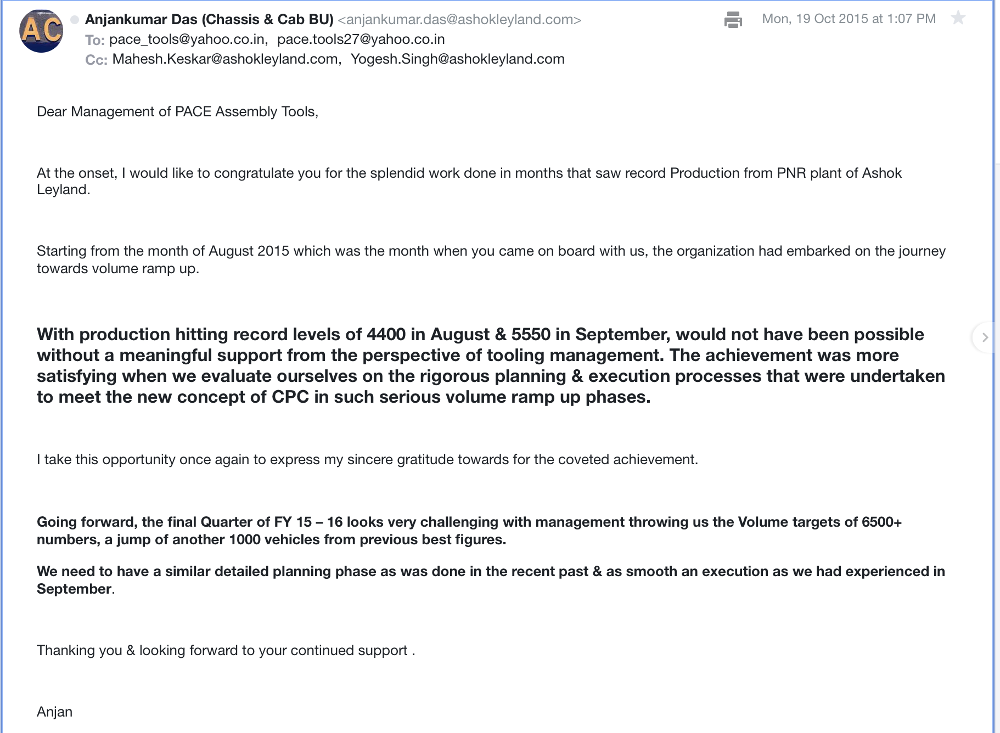 AC
Anjankumar Das (Chassis & Cab BU) <anjankumar.das@ashokleyland.com>
Mon, 19 Oct 2015 at 1:07 PM
To: pace_tools@yahoo.co.in, pace.tools27@yahoo.co.in
Cc: Mahesh.Keskar@ashokleyland.com, Yogesh.Singh@ashokleyland.com
Dear Management of PACE Assembly Tools,
At the onset, I would like to congratulate you for the splendid work done in months that saw record Production from PNR plant of Ashok
Leyland.
Starting from the month of August 2015 which was the month when you came on board with us, the organization had embarked on the journey
towards volume ramp up.
With production hitting record levels of 4400 in August & 5550 in September, would not have been possible
without a meaningful support from the perspective of tooling management. The achievement was more
satisfying when we evaluate ourselves on the rigorous planning & execution processes that were undertaken
to meet the new concept of CPC in such serious volume ramp up phases.
I take this opportunity once again to express my sincere gratitude towards for the coveted achievement.
Going forward, the final Quarter of FY 15 – 16 looks very challenging with management throwing us the Volume targets of 6500+
numbers, a jump of another 1000 vehicles from previous best figures.
We need to have a similar detailed planning phase as was done in the recent past & as smooth an execution as we had experienced in
September.
Thanking you & looking forward to your continued support .
Anjan